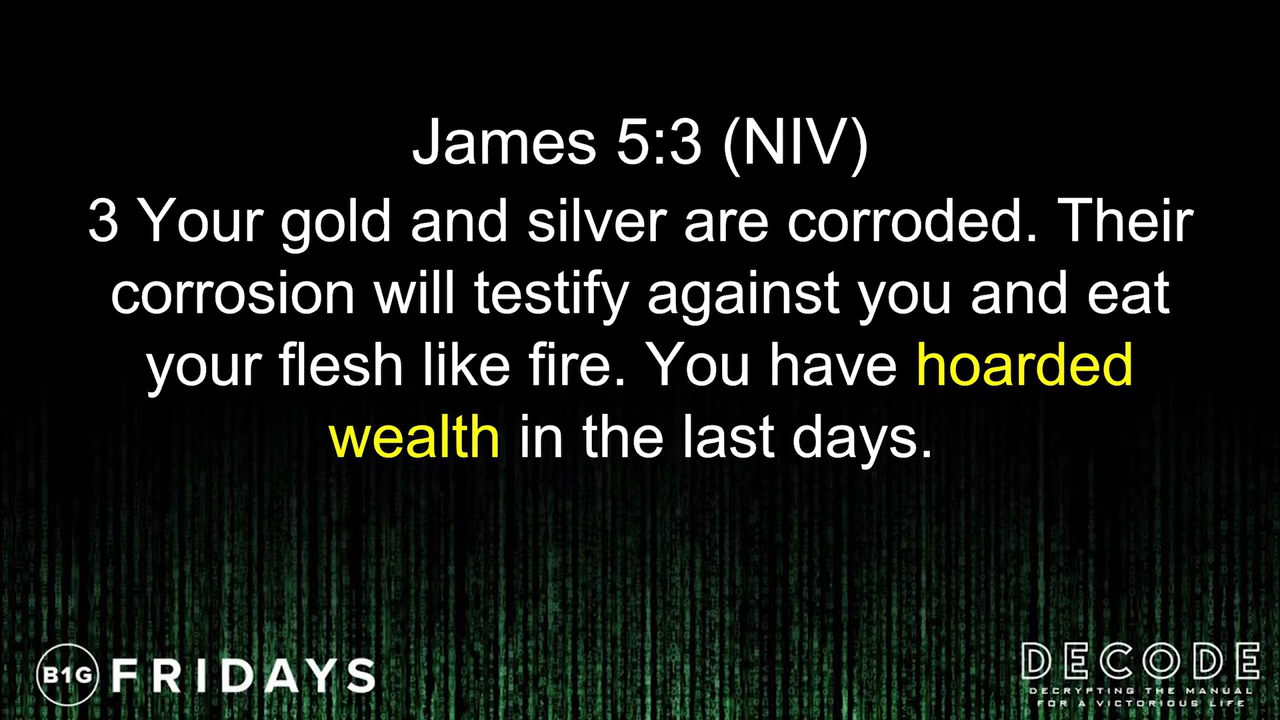 James 5:3 (NIV)
3 Your gold and silver are corroded. Their
corrosion will testify against you and eat
your flesh like fire. You have hoarded
wealth in the last days.
B1G FRIDAYS
DECODE
DECRYPTING THE MANUAL
FOR A VICTORIOUS LIFE